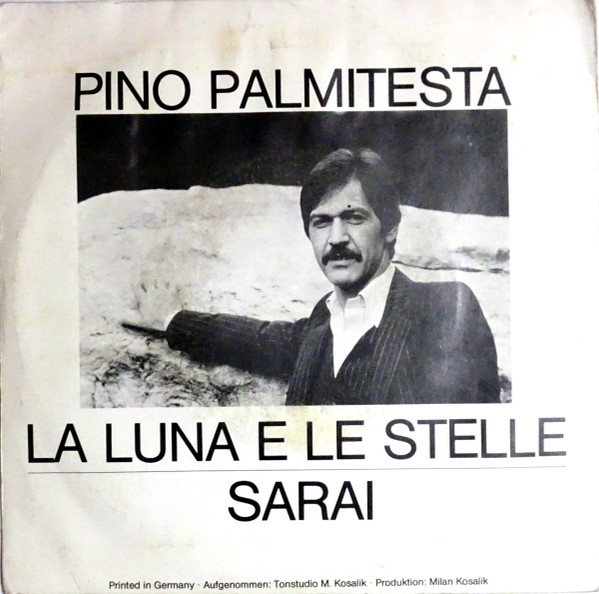 PINO PALMITESTA
LA LUNA E LE STELLE
SARAI
Printed in Germany · Aufgenommen: Tonstudio M. Kosalik · Produktion: Milan Kosalik